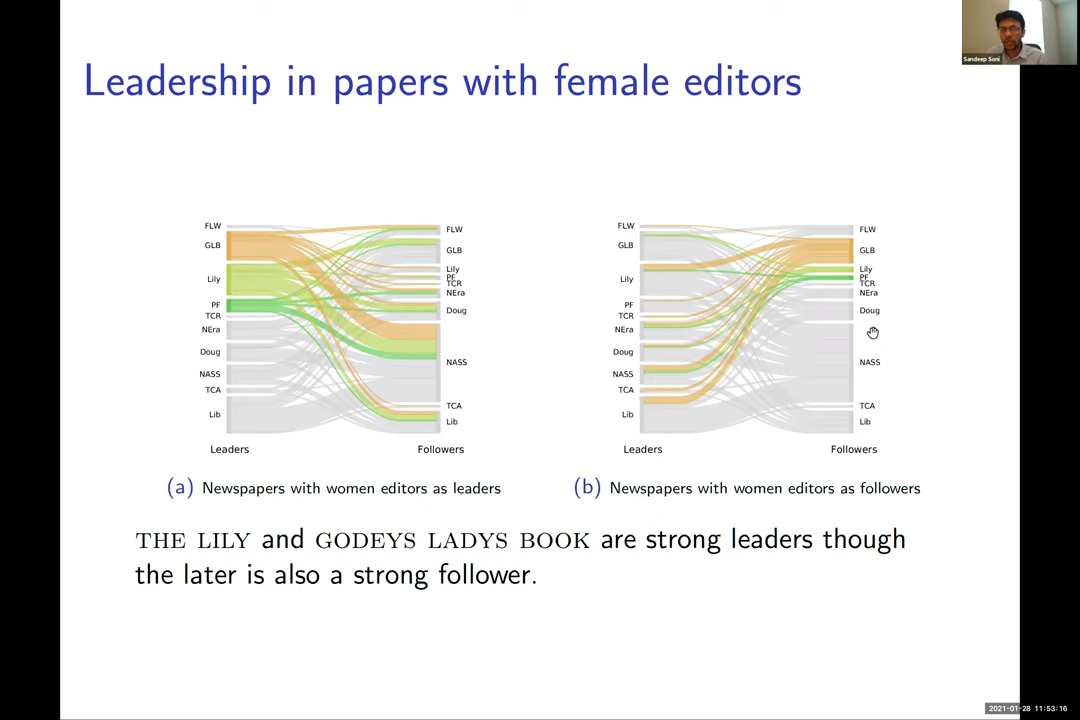 Sandeep Soni
Leadership in papers with female editors
FLW
GLB
Lily
PF
TCR
NEra
Doug
NASS
TCA
Lib
Leaders
FLW
GLB
Lily
PF
TCR
NEra
Doug
NASS
TCA
Lib
Followers
(a) Newspapers with women editors as leaders
FLW
GLB
Lily
PF
TCR
NEra
Doug
NASS
TCA
Lib
Leaders
FLW
GLB
Lily
PF
TCR
NEra
Doug
NASS
TCA
Lib
Followers
(b) Newspapers with women editors as followers
THE LILY and GODEYS LADYS BOOK are strong leaders though
the later is also a strong follower.
2021-01-28 11:53:16